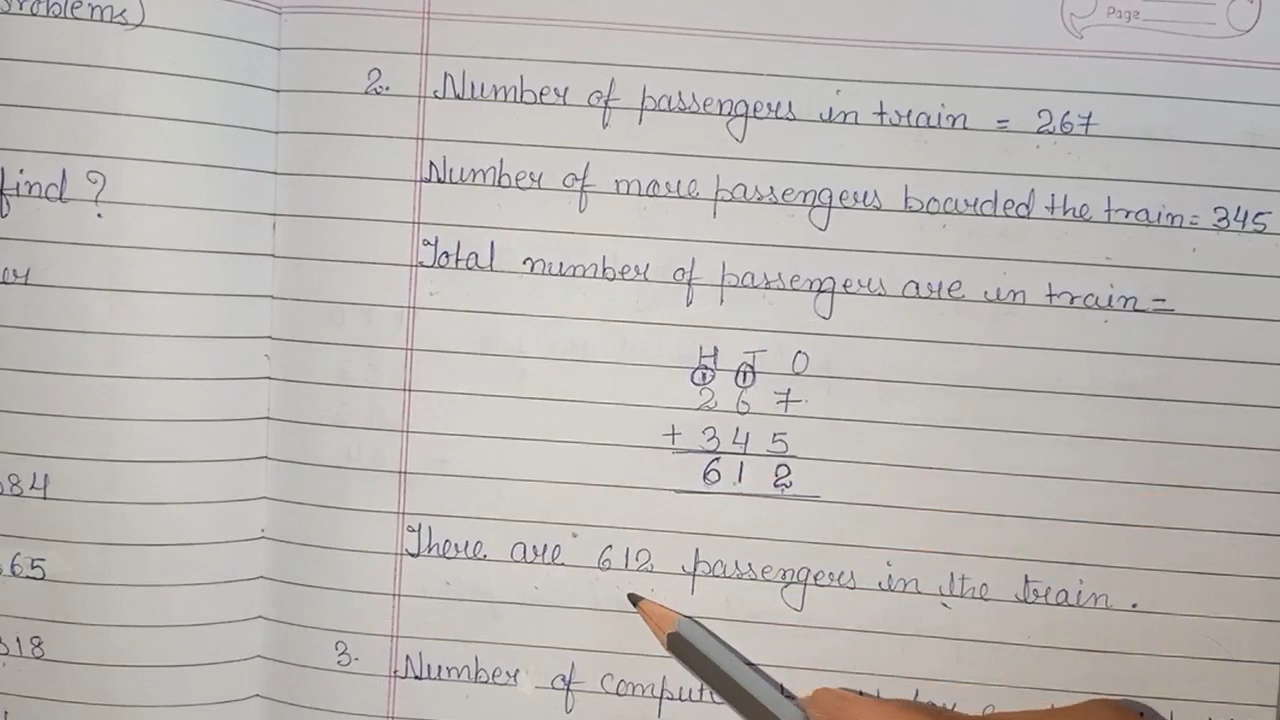 Problems)
Page
2. Number of passengers in train = 267
find ?
Number of more passengers boarded the train = 345
er
Total number of passengers are in train =
H T O
1 1
2 6 7
+ 3 4 5
84
6 1 2
There are 612 passengers in the train.
65
318
3. Number of